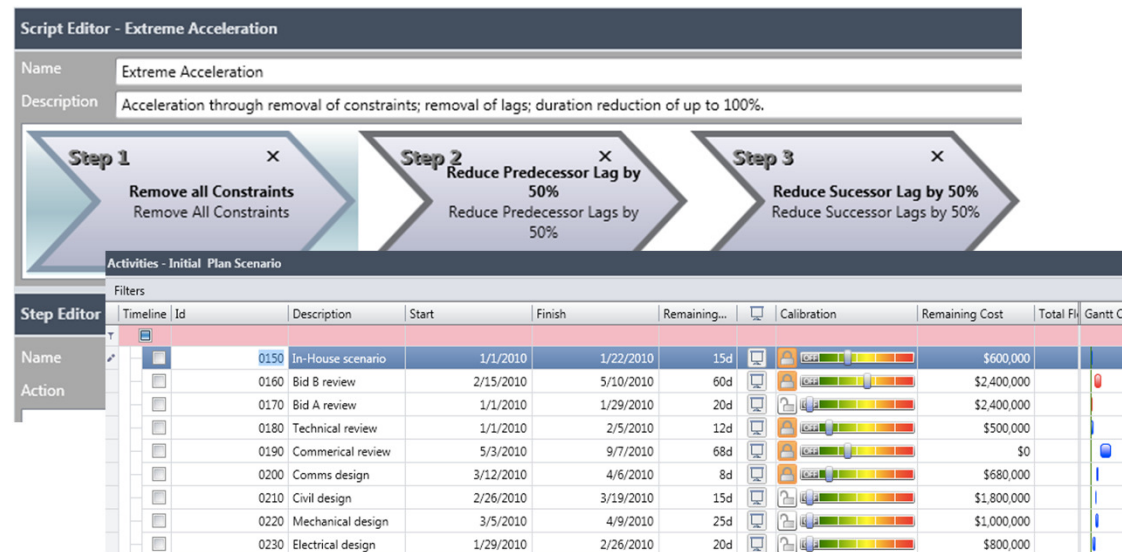 Script Editor - Extreme Acceleration
Name Extreme Acceleration
Description Acceleration through removal of constraints; removal of lags; duration reduction of up to 100%.
Step 1
Remove all Constraints
Remove All Constraints
Step 2
Reduce Predecessor Lag by
50%
Reduce Predecessor Lags by
50%
Step 3
Reduce Sucessor Lag by 50%
Reduce Successor Lags by 50%
Step Editor
Name
Action
Activities - Initial Plan Scenario
Filters
Timeline Id Description Start Finish Remaining... Calibration Remaining Cost Total Gantt
0150 In-House scenario 1/1/2010 1/22/2010 15d OFF $600,000
0160 Bid B review 2/15/2010 5/10/2010 60d OFF $2,400,000
0170 Bid A review 1/1/2010 1/29/2010 20d $2,400,000
0180 Technical review 1/1/2010 2/5/2010 12d OFF $500,000
0190 Commerical review 5/3/2010 9/7/2010 68d OFF $0
0200 Comms design 3/12/2010 4/6/2010 8d OFF $680,000
0210 Civil design 2/26/2010 3/19/2010 15d $1,800,000
0220 Mechanical design 3/5/2010 4/9/2010 25d $1,000,000
0230 Electrical design 1/29/2010 2/26/2010 20d $800,000